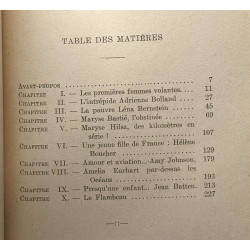 TABLE DES MATIÈRES
AVANT-PROPOS 7
CHAPITRE I. — Les premières femmes volantes. 11
CHAPITRE II. — L'intrépide Adrienne Bolland 27
CHAPITRE III. — La pauvre Léna Bernstein 45
CHAPITRE IV. — Maryse Bastié, l'obstinée 69
CHAPITRE V. — Maryse Hilsz, des kilomètres en
série ! 107
CHAPITRE VI. — Une jeune fille de France : Hélène
Boucher 129
CHAPITRE VII. — Amour et aviation... Amy Johnson. 179
CHAPITRE VIII. — Amelia Earhart par-dessus les
Océans 193
CHAPITRE IX. — Presqu'une enfant... Jean Batten. 213
CHAPITRE X. — Le Flambeau 227